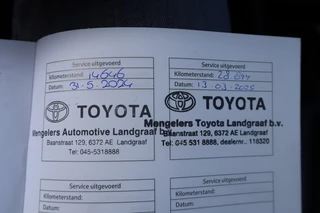 Service uitgevoerd
Kilometerstand: 14646
Datum: 31-5-2024
TOYOTA
Mengelers Automotive Landgraaf b.
Baanstraat 129, 6372 AE Landgraaf
Tel: 045-5318888
Service uitgevoerd
Kilometerstand:
Datum: 13-03-2025
TOYOTA
Mengelers Toyota Landgraaf b.v.
Baanstraat 129, 6372 AE Landgraaf
Tel. 045 531 8888, dealernr. 118320
Service uitgevoerd
Kilometerstand:
Datum:
Service uitgevoerd
Kilometerstand:
Datum: